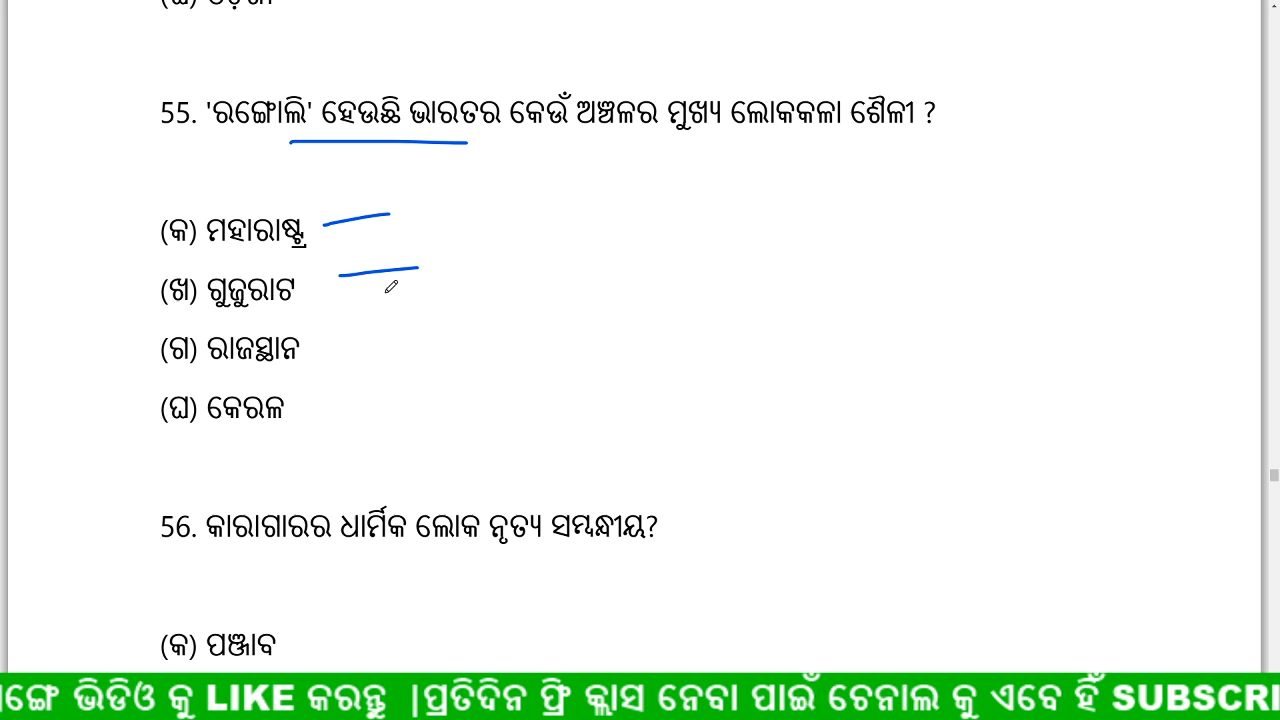 55. 'ରଙ୍ଗୋଲି' ହେଉଛି ଭାରତର କେଉଁ ଅଞ୍ଚଳର ମୁଖ୍ୟ ଲୋକକଳା ଶୈଳୀ ?
(କ) ମହାରାଷ୍ଟ୍ର
(ଖ) ଗୁଜୁରାଟ
(ଗ) ରାଜସ୍ଥାନ
(ଘ) କେରଳ
56. କାରାଗାରର ଧାର୍ମିକ ଲୋକ ନୃତ୍ୟ ସମ୍ବନ୍ଧୀୟ?
(କ) ପଞ୍ଜାବ
ଙ୍ଗେ ଭିଡିଓ କୁ LIKE କରନ୍ତୁ |ପ୍ରତିଦିନ ଫ୍ରି କ୍ଲାସ ନେବା ପାଇଁ ଚେନାଲ କୁ ଏବେ ହିଁ SUBSCRI